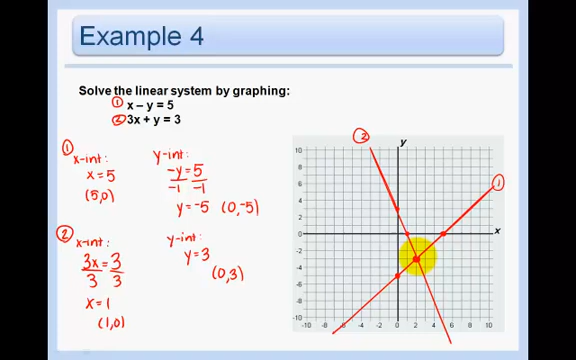 Example 4
Solve the linear system by graphing:
① x – y = 5
② 3x + y = 3
①
x-int:
x = 5
(5,0)
y-int:
-y = 5
-1 -1
y = -5 (0,-5)
②
x-int:
3x = 3
3 3
x = 1
(1,0)
y-int:
y = 3
(0,3)
②
y
①
10
8
6
4
2
0
x
-2
-4
-6
-8
-10
-10 -8 -6 -4 -2 0 2 4 6 8 10